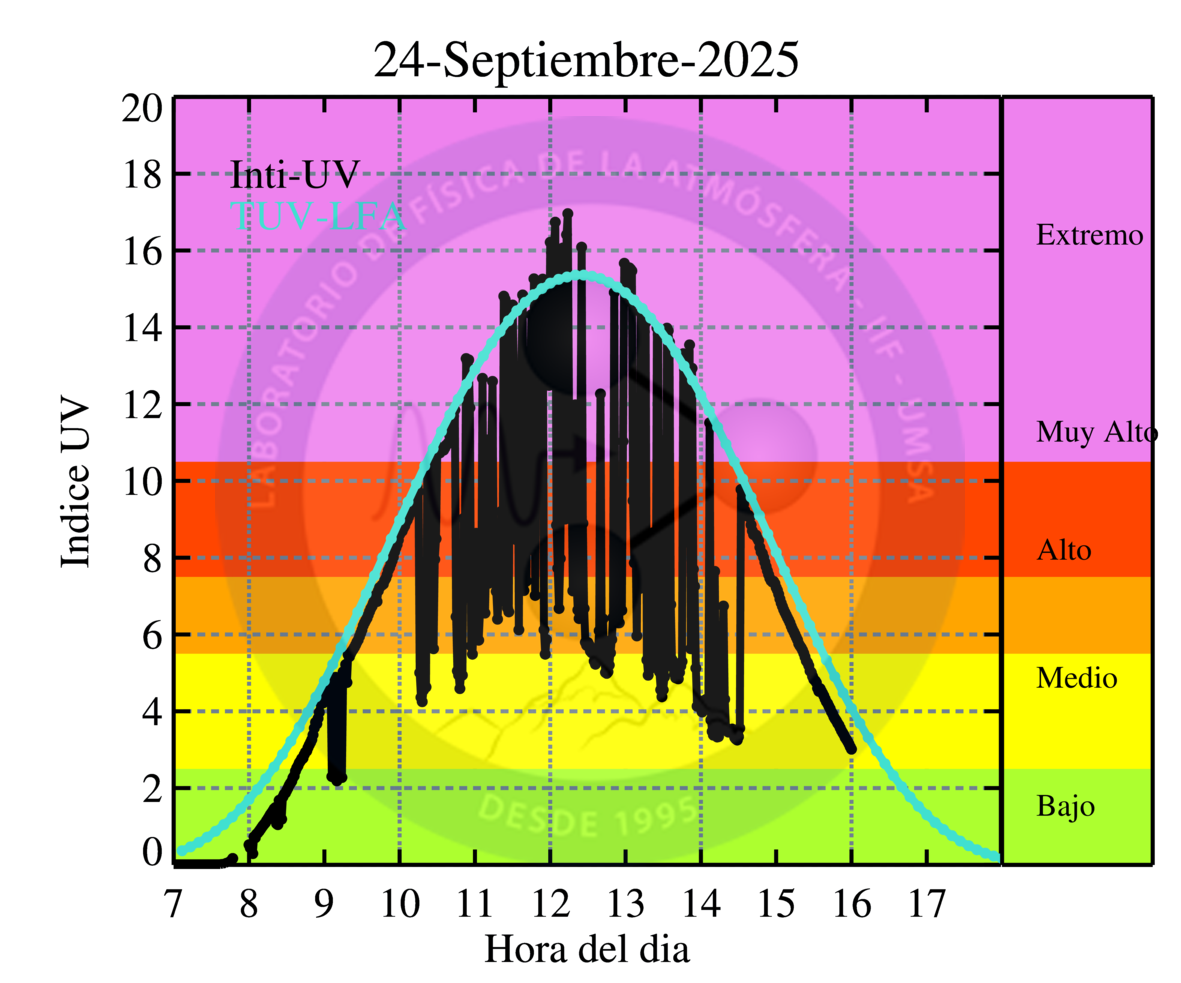 24-Septiembre-2025
20
18
16
14
12
10
8
6
4
2
0
Indice UV
Inti-UV
TUV-LFA
LABORATORIO DE FÍSICA DE LA ATMÓSFERA - IIF - UMSA
DESDE 1995
Extremo
Muy Alto
Alto
Medio
Bajo
7 8 9 10 11 12 13 14 15 16 17
Hora del dia